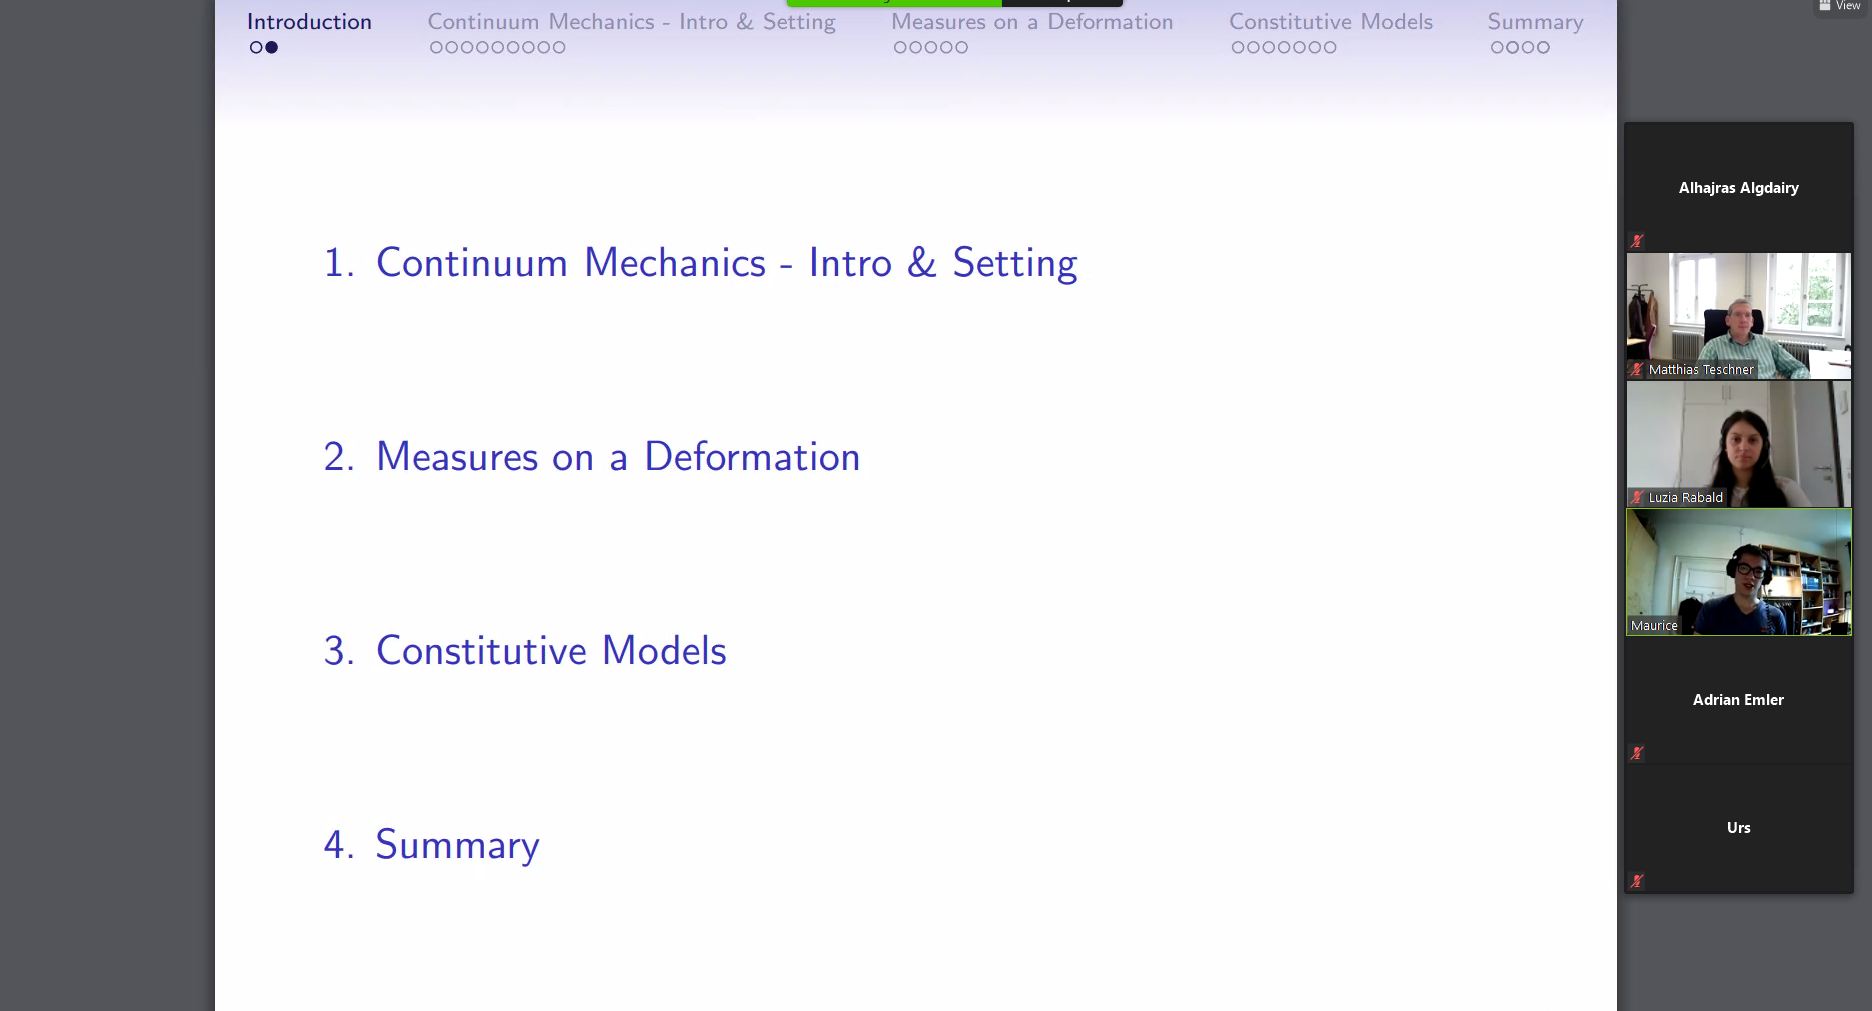 Introduction
Continuum Mechanics - Intro & Setting
Measures on a Deformation
Constitutive Models
Summary
View
1. Continuum Mechanics - Intro & Setting
2. Measures on a Deformation
3. Constitutive Models
4. Summary
Alhajras Algdairy
Matthias Teschner
Luzia Rabald
Maurice
Adrian Emler
Urs